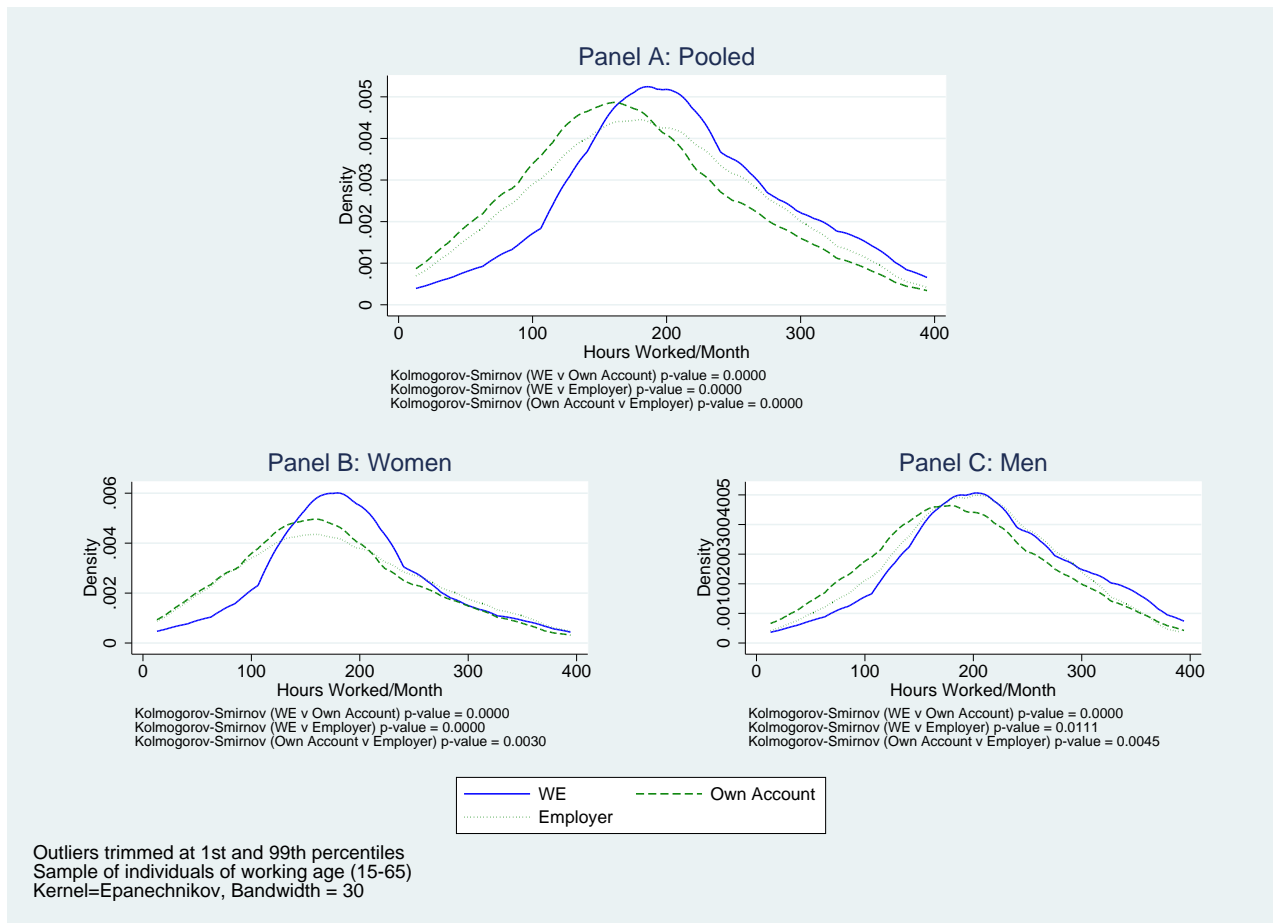 Panel A: Pooled
Density
0 .001 .002 .003 .004 .005
0 100 200 300 400
Hours Worked/Month
Kolmogorov-Smirnov (WE v Own Account) p-value = 0.0000
Kolmogorov-Smirnov (WE v Employer) p-value = 0.0000
Kolmogorov-Smirnov (Own Account v Employer) p-value = 0.0000
Panel B: Women
Density
0 .002 .004 .006
0 100 200 300 400
Hours Worked/Month
Kolmogorov-Smirnov (WE v Own Account) p-value = 0.0000
Kolmogorov-Smirnov (WE v Employer) p-value = 0.0000
Kolmogorov-Smirnov (Own Account v Employer) p-value = 0.0030
Panel C: Men
Density
0 .001.002.003.004.005
0 100 200 300 400
Hours Worked/Month
Kolmogorov-Smirnov (WE v Own Account) p-value = 0.0000
Kolmogorov-Smirnov (WE v Employer) p-value = 0.0111
Kolmogorov-Smirnov (Own Account v Employer) p-value = 0.0045
WE Own Account
Employer
Outliers trimmed at 1st and 99th percentiles
Sample of individuals of working age (15-65)
Kernel=Epanechnikov, Bandwidth = 30